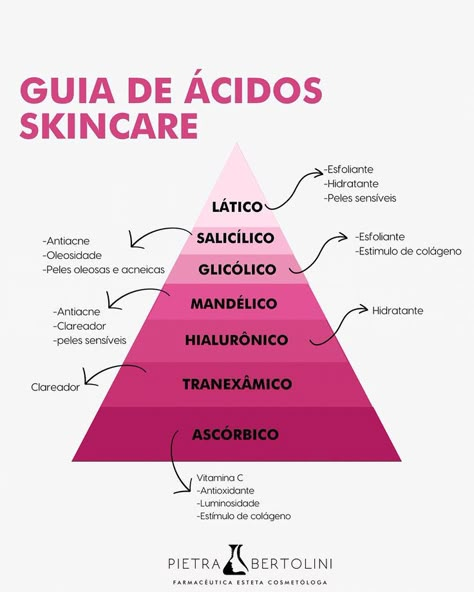 GUIA DE ÁCIDOS
SKINCARE
LÁTICO
-Esfoliante
-Hidratante
-Peles sensíveis
SALICÍLICO
-Antiacne
-Oleosidade
-Peles oleosas e acneicas
GLICÓLICO
-Esfoliante
-Estimulo de colágeno
MANDÉLICO
-Antiacne
-Clareador
-peles sensíveis
HIALURÔNICO
Hidratante
TRANEXÂMICO
Clareador
ASCÓRBICO
Vitamina C
-Antioxidante
-Luminosidade
-Estímulo de colágeno
PIETRA BERTOLINI
FARMACÊUTICA ESTETA COSMETÓLOGA